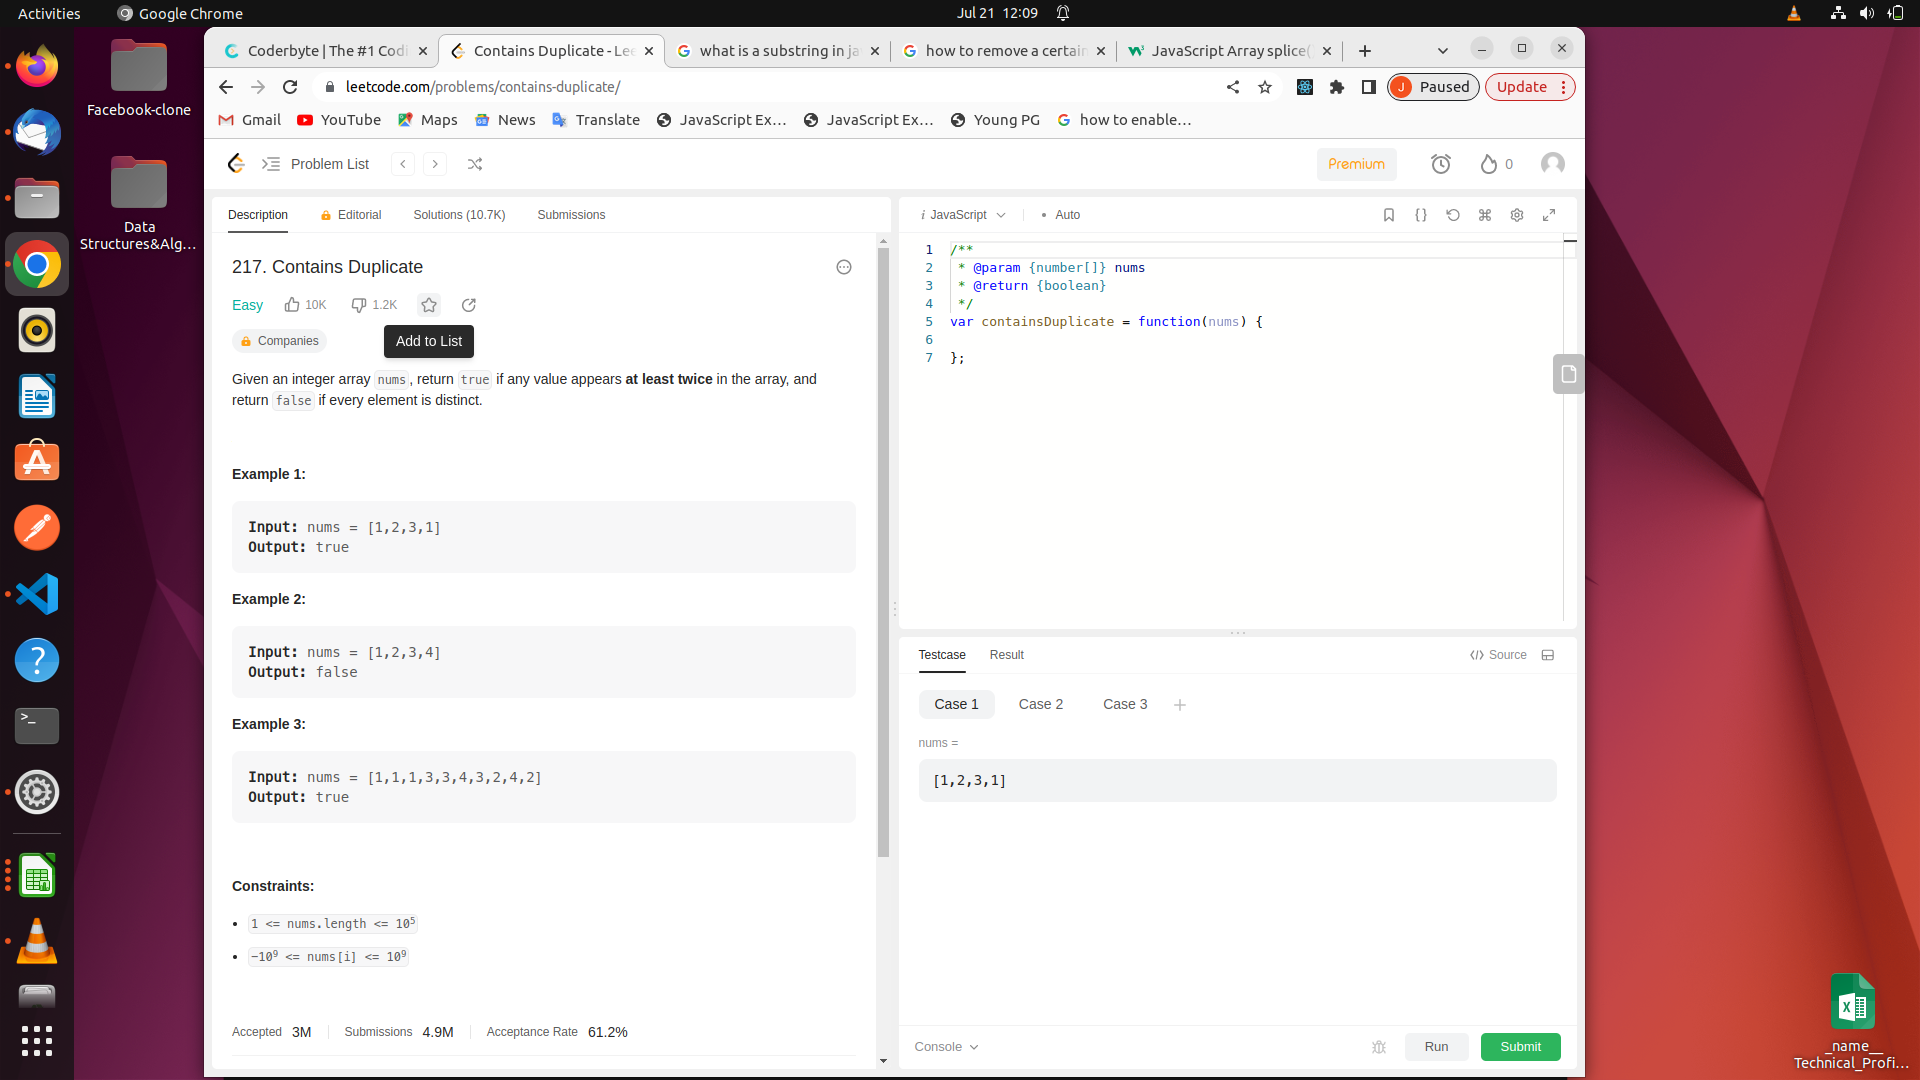 Activities
Google Chrome
Jul 21 12:09
Facebook-clone
Data
Structures&Alg...
Coderbyte | The #1 Codi
Contains Duplicate - Lee
what is a substring in ja
how to remove a certain
JavaScript Array splice(
leetcode.com/problems/contains-duplicate/
J
Paused
Update
Gmail
YouTube
Maps
News
Translate
JavaScript Ex...
JavaScript Ex...
Young PG
how to enable...
Problem List
Premium
0
Description
Editorial
Solutions (10.7K)
Submissions
217. Contains Duplicate
Easy
10K
1.2K
Companies
Add to List
Given an integer array nums, return true if any value appears at least twice in the array, and
return false if every element is distinct.
Example 1:
Input: nums = [1,2,3,1]
Output: true
Example 2:
Input: nums = [1,2,3,4]
Output: false
Example 3:
Input: nums = [1,1,1,3,3,4,3,2,4,2]
Output: true
Constraints:
• 1 <= nums.length <= 10⁵
• -10⁹ <= nums[i] <= 10⁹
Accepted 3M
Submissions 4.9M
Acceptance Rate 61.2%
i JavaScript
• Auto
{}
1 /**
2 * @param {number[]} nums
3 * @return {boolean}
4 */
5 var containsDuplicate = function(nums) {
6
7 };
Testcase
Result
</> Source
Case 1
Case 2
Case 3
+
nums =
[1,2,3,1]
Console
Run
Submit
_name__
Technical_Profi...